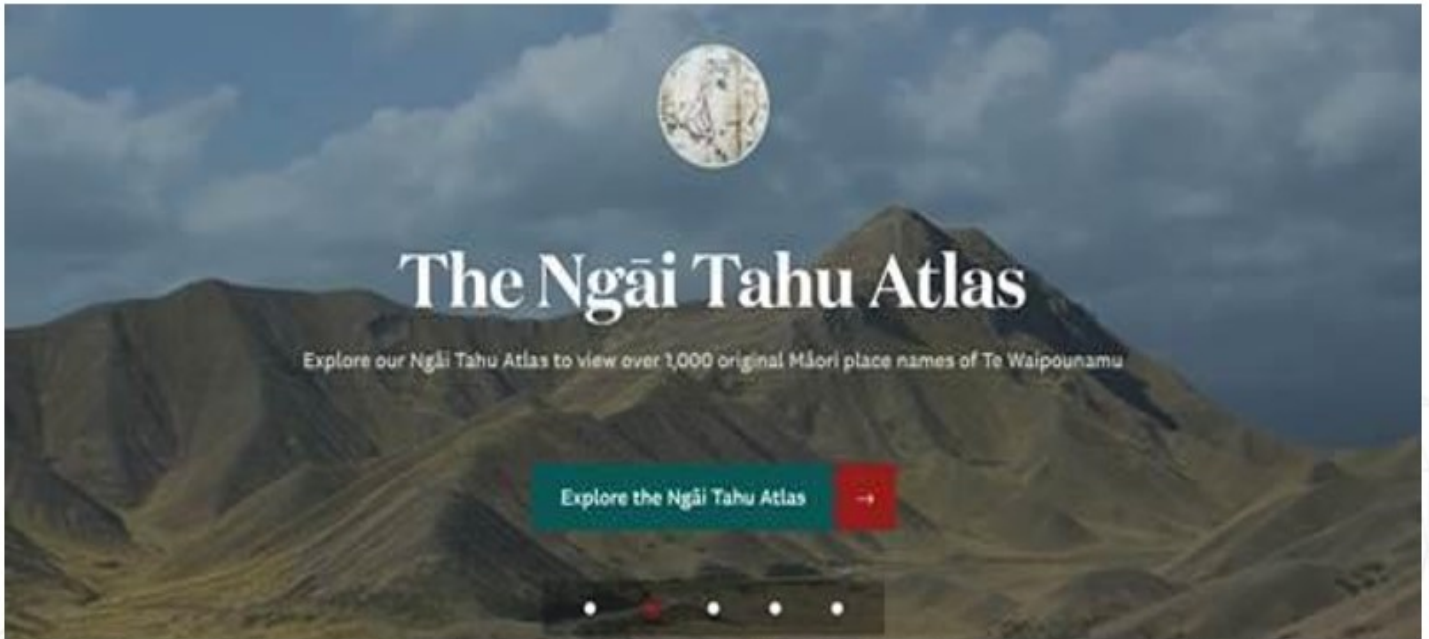 The Ngāi Tahu Atlas
Explore our Ngāi Tahu Atlas to view over 1,000 original Māori place names of Te Waipounamu
Explore the Ngāi Tahu Atlas →